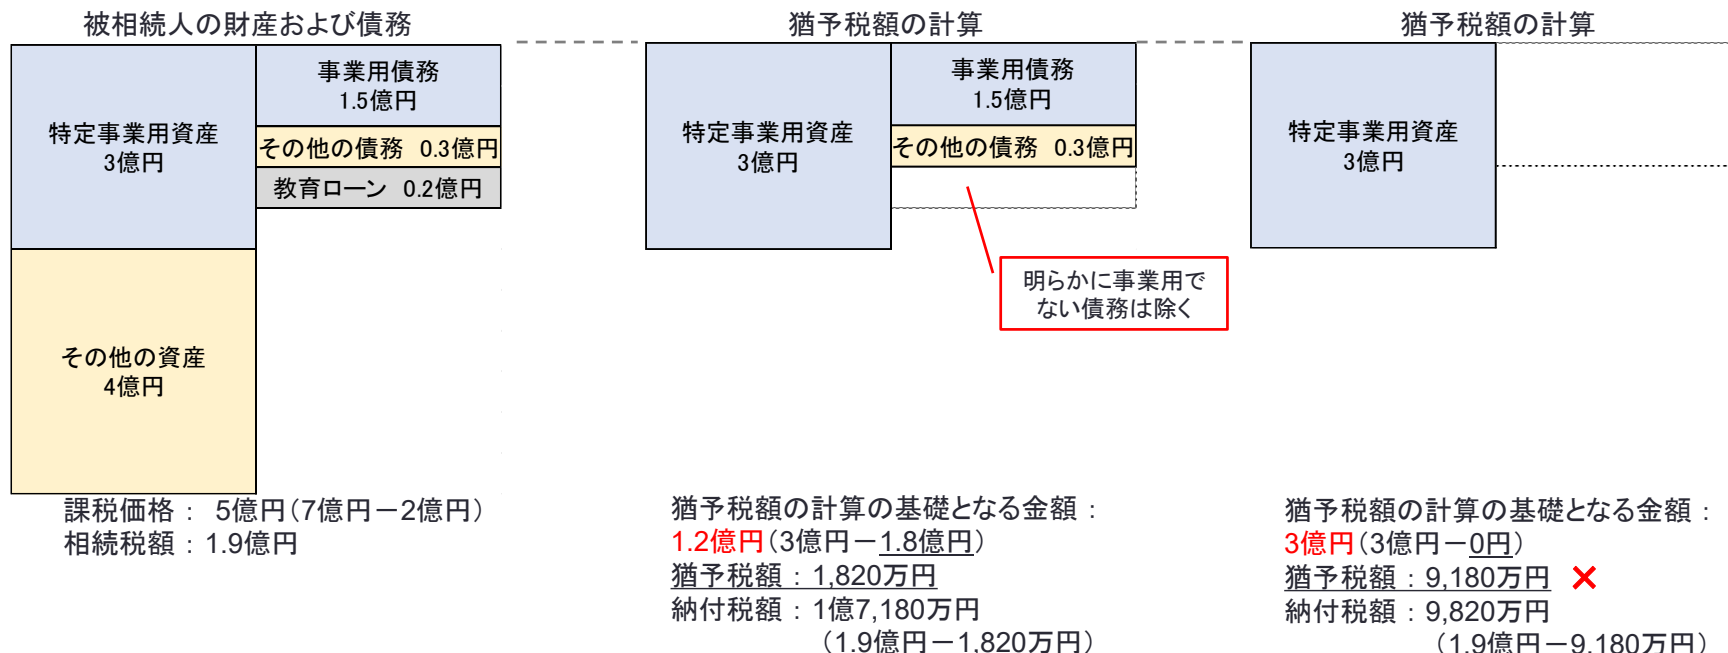 被相続人の財産および債務
特定事業用資産
3億円
事業用債務
1.5億円
その他の債務 0.3億円
教育ローン 0.2億円
その他の資産
4億円
課税価格： 5億円（7億円－2億円）
相続税額：1.9億円
猶予税額の計算
特定事業用資産
3億円
事業用債務
1.5億円
その他の債務 0.3億円
明らかに事業用で
ない債務は除く
猶予税額の計算の基礎となる金額：
1.2億円（3億円－1.8億円）
猶予税額：1,820万円
納付税額：1億7,180万円
（1.9億円－1,820万円）
猶予税額の計算
特定事業用資産
3億円
猶予税額の計算の基礎となる金額：
3億円（3億円－0円）
猶予税額：9,180万円 ×
納付税額：9,820万円
（1.9億円－9,180万円）